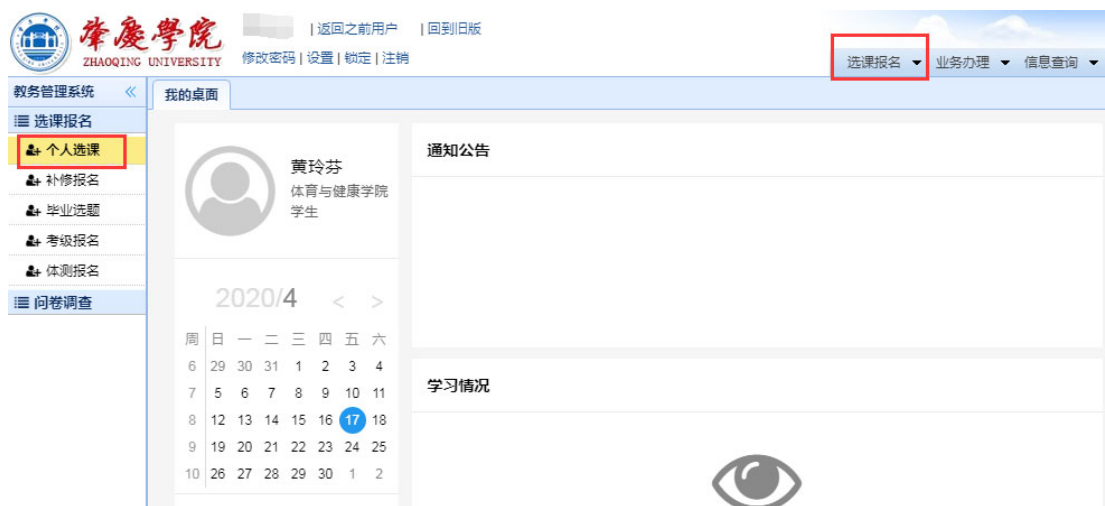 肇慶學院
ZHAOQING UNIVERSITY
|返回之前用户 |回到旧版
修改密码|设置|锁定|注销
选课报名 业务办理 信息查询
教务管理系统 《 我的桌面
选课报名
个人选课
补修报名
毕业选题
考级报名
体测报名
问卷调查
黄玲芬
体育与健康学院
学生
通知公告
2020/4 < >
周 日 一 二 三 四 五 六
6 29 30 31 1 2 3 4
7 5 6 7 8 9 10 11
8 12 13 14 15 16 17 18
9 19 20 21 22 23 24 25
10 26 27 28 29 30 1 2
学习情况